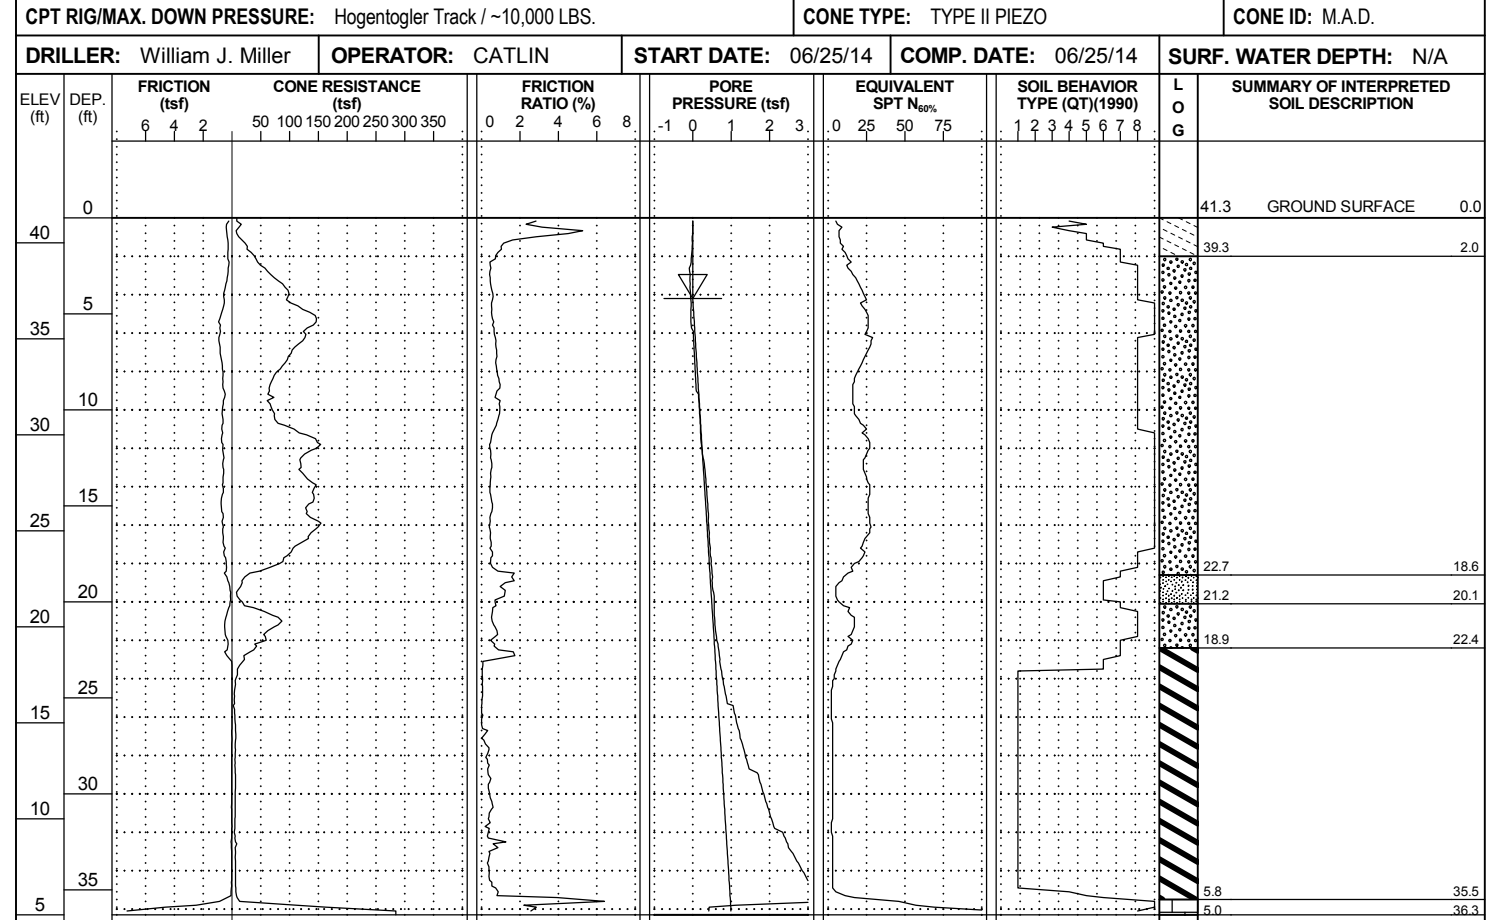 CPT RIG/MAX. DOWN PRESSURE: Hogentogler Track / ~10,000 LBS. CONE TYPE: TYPE II PIEZO CONE ID: M.A.D.
DRILLER: William J. Miller OPERATOR: CATLIN START DATE: 06/25/14 COMP. DATE: 06/25/14 SURF. WATER DEPTH: N/A
ELEV (ft)
DEP. (ft)
FRICTION (tsf)
6 4 2
CONE RESISTANCE (tsf)
50 100 150 200 250 300 350
FRICTION RATIO (%)
0 2 4 6 8
PORE PRESSURE (tsf)
-1 0 1 2 3
EQUIVALENT SPT N60%
0 25 50 75
SOIL BEHAVIOR TYPE (QT)(1990)
1 2 3 4 5 6 7 8
L
O
G
SUMMARY OF INTERPRETED SOIL DESCRIPTION
0
41.3 GROUND SURFACE 0.0
40
39.3 2.0
5
35
10
30
15
25
22.7 18.6
20
21.2 20.1
20
18.9 22.4
25
15
30
10
35
5.8 35.5
5
5.0 36.3